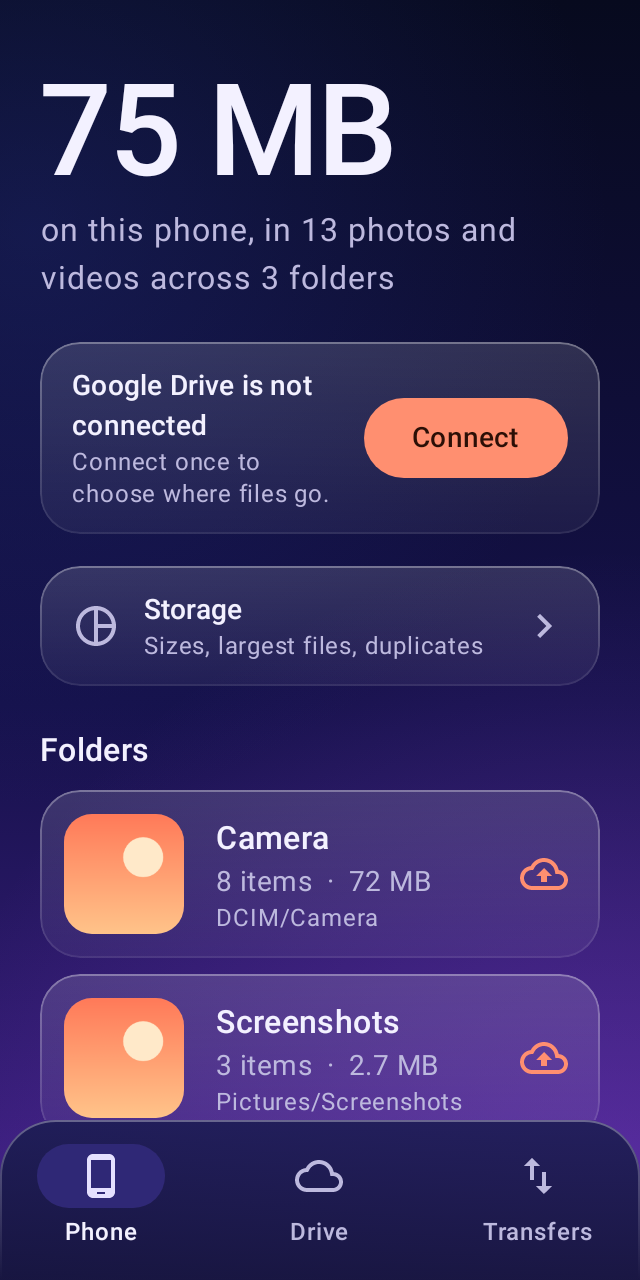 75 MB
on this phone, in 13 photos and
videos across 3 folders
Google Drive is not
connected
Connect once to
choose where files go.
Connect
Storage
Sizes, largest files, duplicates
Folders
Camera
8 items · 72 MB
DCIM/Camera
Screenshots
3 items · 2.7 MB
Pictures/Screenshots
Phone
Drive
Transfers